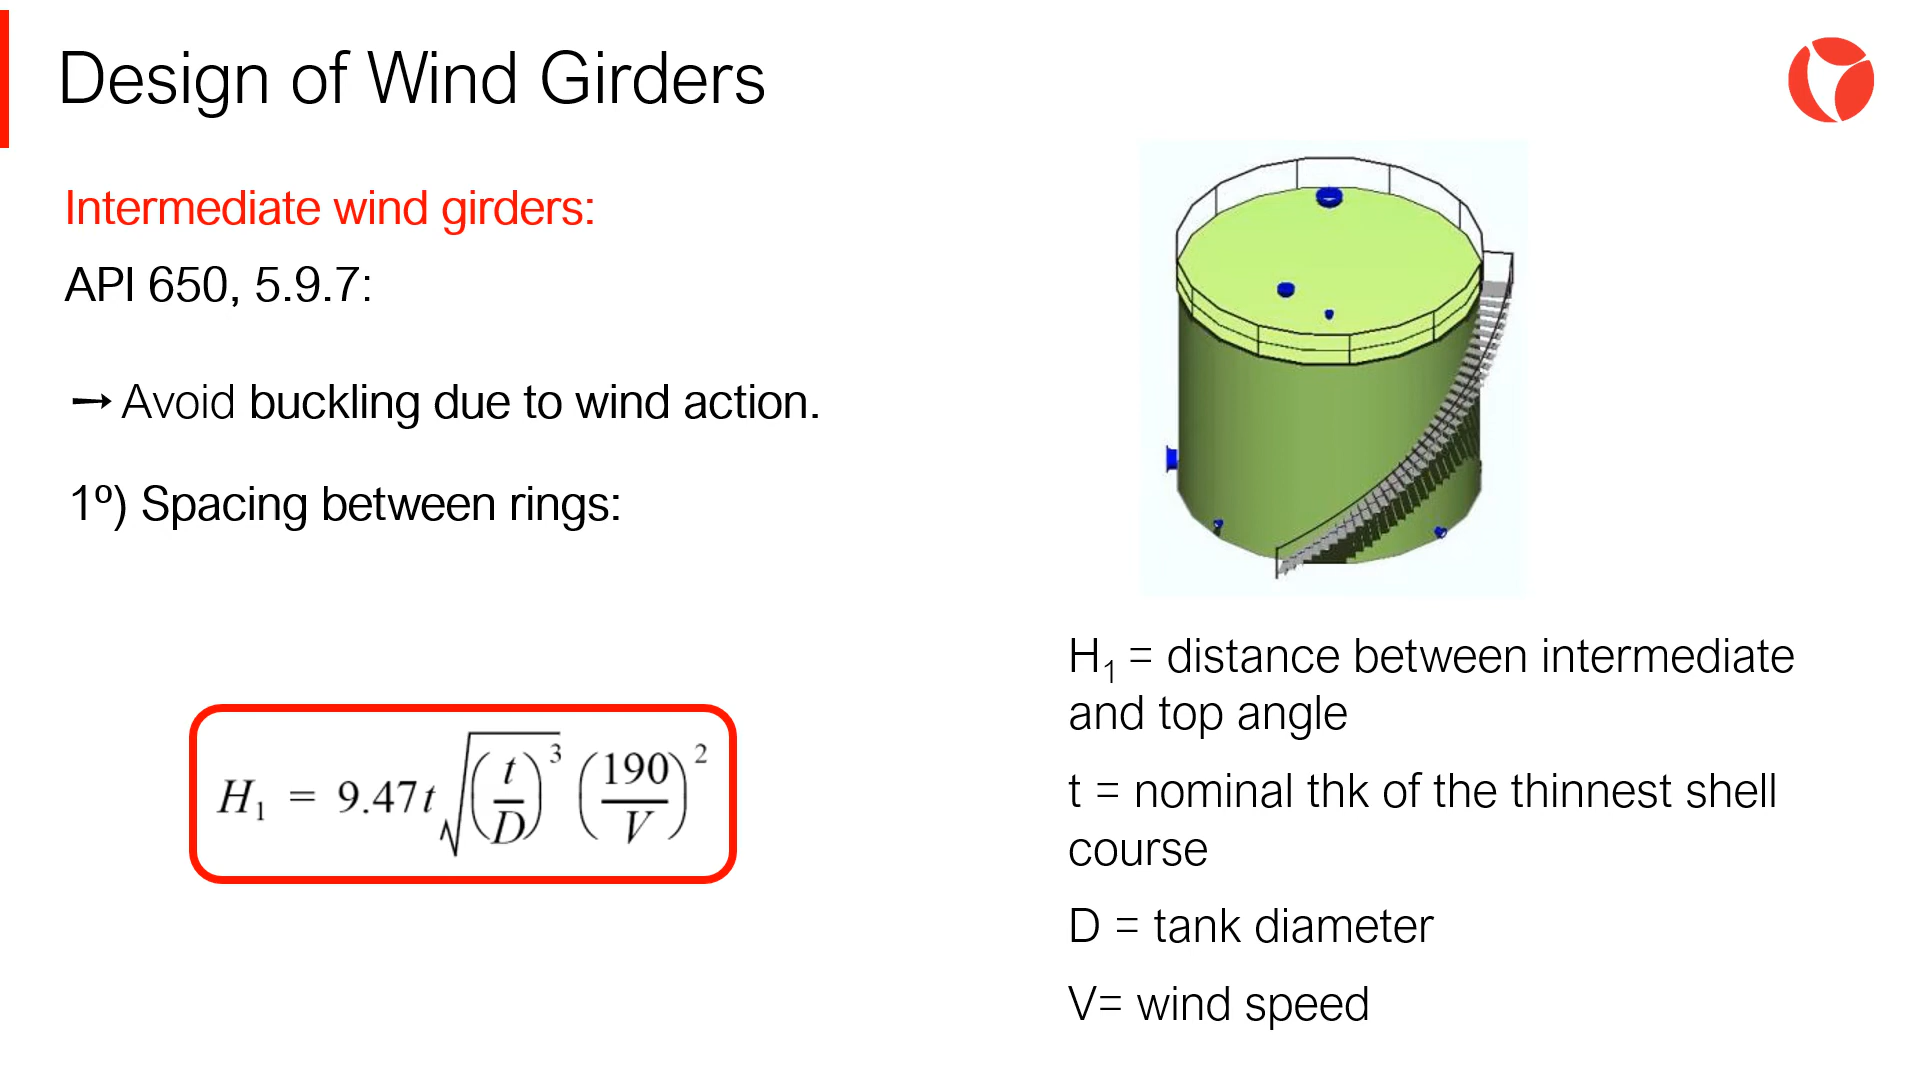 Design of Wind Girders
Intermediate wind girders:
API 650, 5.9.7:
→ Avoid buckling due to wind action.
1º) Spacing between rings:
H₁ = 9.47t √(t/D)³ (190/V)²
H₁ = distance between intermediate
and top angle
t = nominal thk of the thinnest shell
course
D = tank diameter
V= wind speed